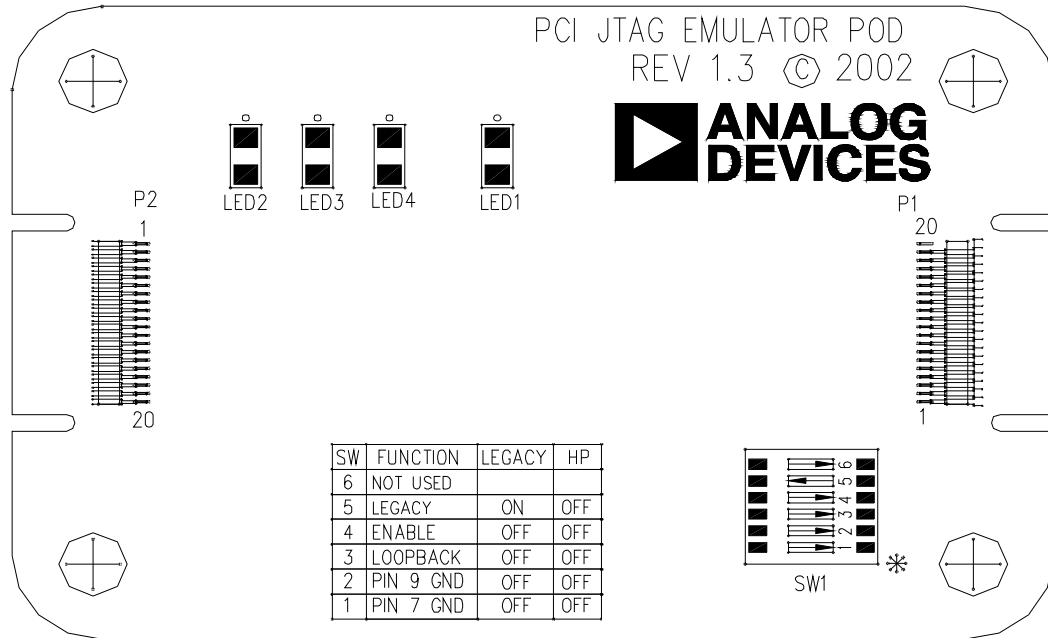 PCI JTAG EMULATOR POD
REV 1.3 © 2002
ANALOG
DEVICES
LED2 LED3 LED4 LED1
P2
1
20
P1
20
1
SW FUNCTION LEGACY HP
6 NOT USED
5 LEGACY ON OFF
4 ENABLE OFF OFF
3 LOOPBACK OFF OFF
2 PIN 9 GND OFF OFF
1 PIN 7 GND OFF OFF
6
5
4
3
2
1
SW1